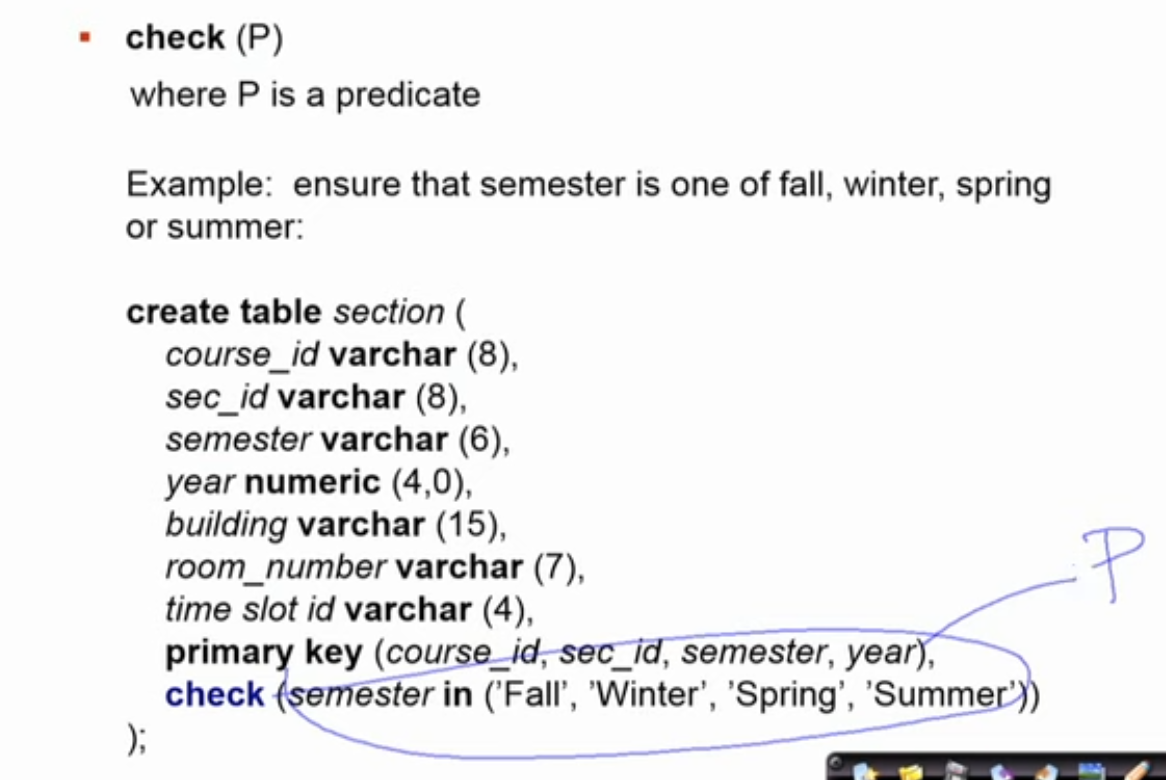 ▪ check (P)
where P is a predicate
Example: ensure that semester is one of fall, winter, spring
or summer:
create table section (
course_id varchar (8),
sec_id varchar (8),
semester varchar (6),
year numeric (4,0),
building varchar (15),
room_number varchar (7),
time slot id varchar (4),
P
primary key (course_id, sec_id, semester, year),
check (semester in (’Fall’, ’Winter’, ’Spring’, ’Summer’))
);